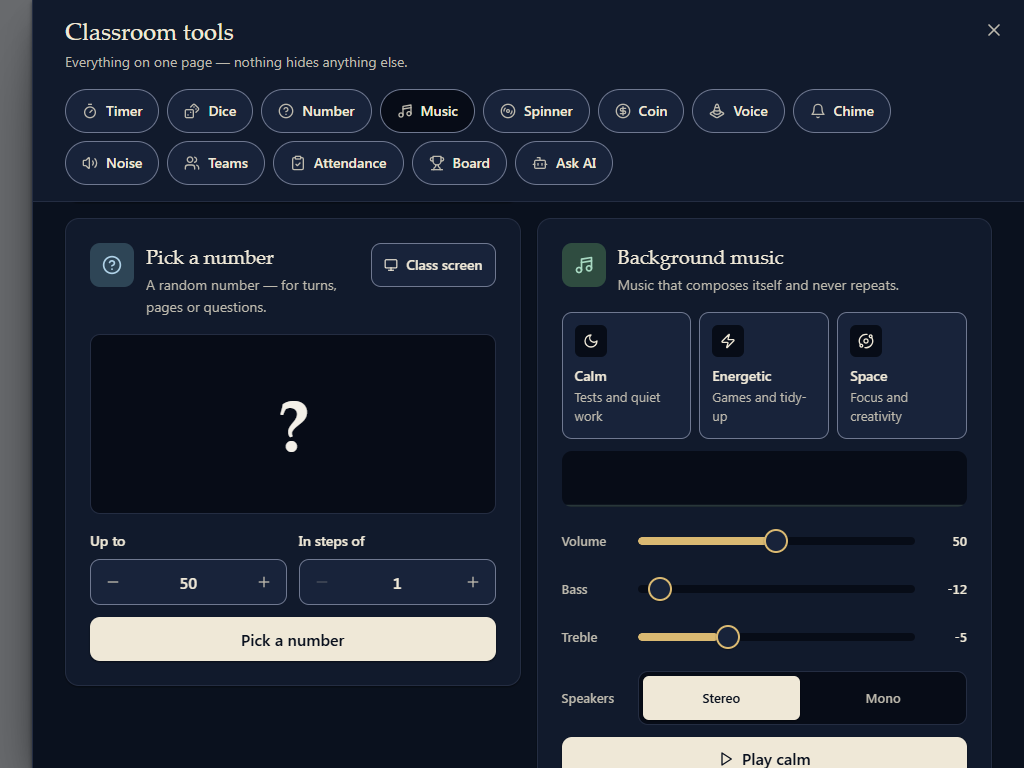 Classroom tools
Everything on one page — nothing hides anything else.
Timer
Dice
Number
Music
Spinner
Coin
Voice
Chime
Noise
Teams
Attendance
Board
Ask AI
Pick a number
A random number — for turns,
pages or questions.
Class screen
?
Up to
In steps of
− 50 +
− 1 +
Pick a number
Background music
Music that composes itself and never repeats.
Calm
Tests and quiet
work
Energetic
Games and tidy-
up
Space
Focus and
creativity
Volume 50
Bass -12
Treble -5
Speakers Stereo Mono
Play calm